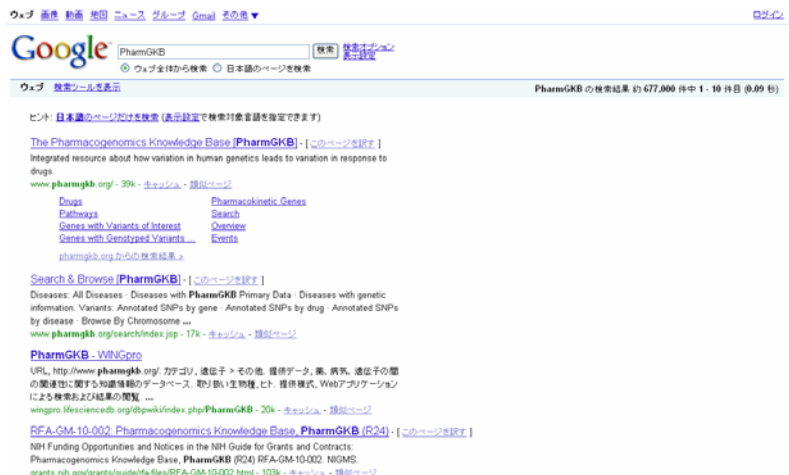 ウェブ 画像 動画 地図 ニュース グループ Gmail その他 ▼ ログイン
Google PharmGKB 検索 検索オプション
表示設定
ウェブ全体から検索 日本語のページを検索
ウェブ 検索ツールを表示 PharmGKB の検索結果 約 677,000 件中 1 - 10 件目 (0.09 秒)
ヒント: 日本語のページだけを検索 (表示設定で検索対象言語を指定できます)
The Pharmacogenomics Knowledge Base [PharmGKB] - [ このページを訳す ]
Integrated resource about how variation in human genetics leads to variation in response to
drugs.
www.pharmgkb.org/ - 39k - キャッシュ - 類似ページ
Drugs Pharmacokinetic Genes
Pathways Search
Genes with Variants of Interest Overview
Genes with Genotyped Variants ... Events
pharmgkb.org からの検索結果 »
Search & Browse [PharmGKB] - [ このページを訳す ]
Diseases: All Diseases · Diseases with PharmGKB Primary Data · Diseases with genetic
information. Variants: Annotated SNPs by gene · Annotated SNPs by drug · Annotated SNPs
by disease · Browse By Chromosome ...
www.pharmgkb.org/search/index.jsp - 17k - キャッシュ - 類似ページ
PharmGKB - WINGpro
URL, http://www.pharmgkb.org/. カテゴリ, 遺伝子 > その他. 提供データ, 薬、病気、遺伝子の間
の関連性に関する知識情報のデータベース. 取り扱い生物種, ヒト. 提供様式, Webアプリケーション
による検索および結果の閲覧. ...
wingpro.lifesciencedb.org/dbpwiki/index.php/PharmGKB - 20k - キャッシュ - 類似ページ
RFA-GM-10-002: Pharmacogenomics Knowledge Base, PharmGKB (R24) - [ このページを訳す ]
NIH Funding Opportunities and Notices in the NIH Guide for Grants and Contracts:
Pharmacogenomics Knowledge Base, PharmGKB (R24) RFA-GM-10-002. NIGMS.
grants.nih.gov/grants/guide/rfa-files/RFA-GM-10-002.html - 103k - キャッシュ - 類似ページ